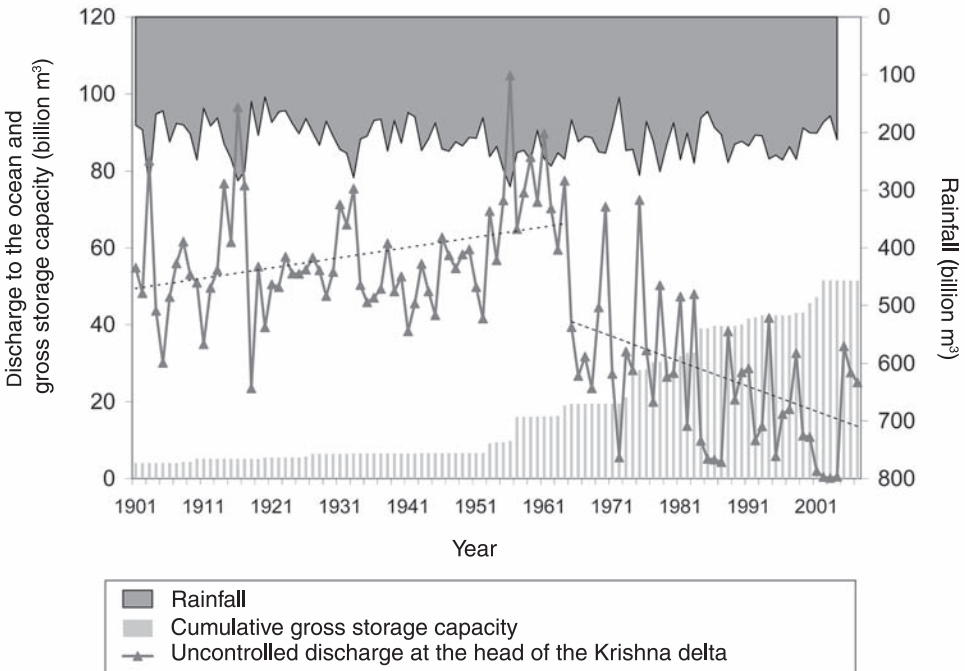 120
100
80
60
40
20
0
Discharge to the ocean and
gross storage capacity (billion m³)
0
100
200
300
400
500
600
700
800
Rainfall (billion m³)
1901 1911 1921 1931 1941 1951 1961 1971 1981 1991 2001
Year
Rainfall
Cumulative gross storage capacity
Uncontrolled discharge at the head of the Krishna delta